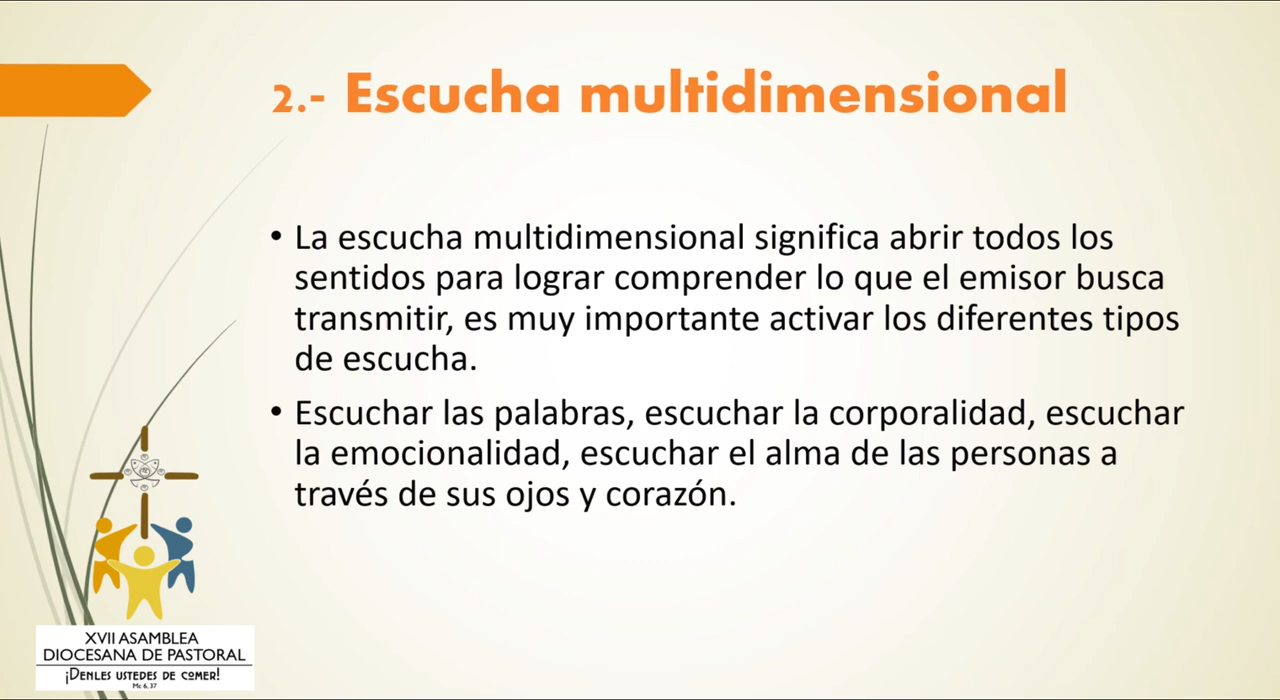 2.- Escucha multidimensional
• La escucha multidimensional significa abrir todos los
sentidos para lograr comprender lo que el emisor busca
transmitir, es muy importante activar los diferentes tipos
de escucha.
• Escuchar las palabras, escuchar la corporalidad, escuchar
la emocionalidad, escuchar el alma de las personas a
través de sus ojos y corazón.
XVII ASAMBLEA
DIOCESANA DE PASTORAL
¡DENLES USTEDES DE COMER!
Mc 6, 37